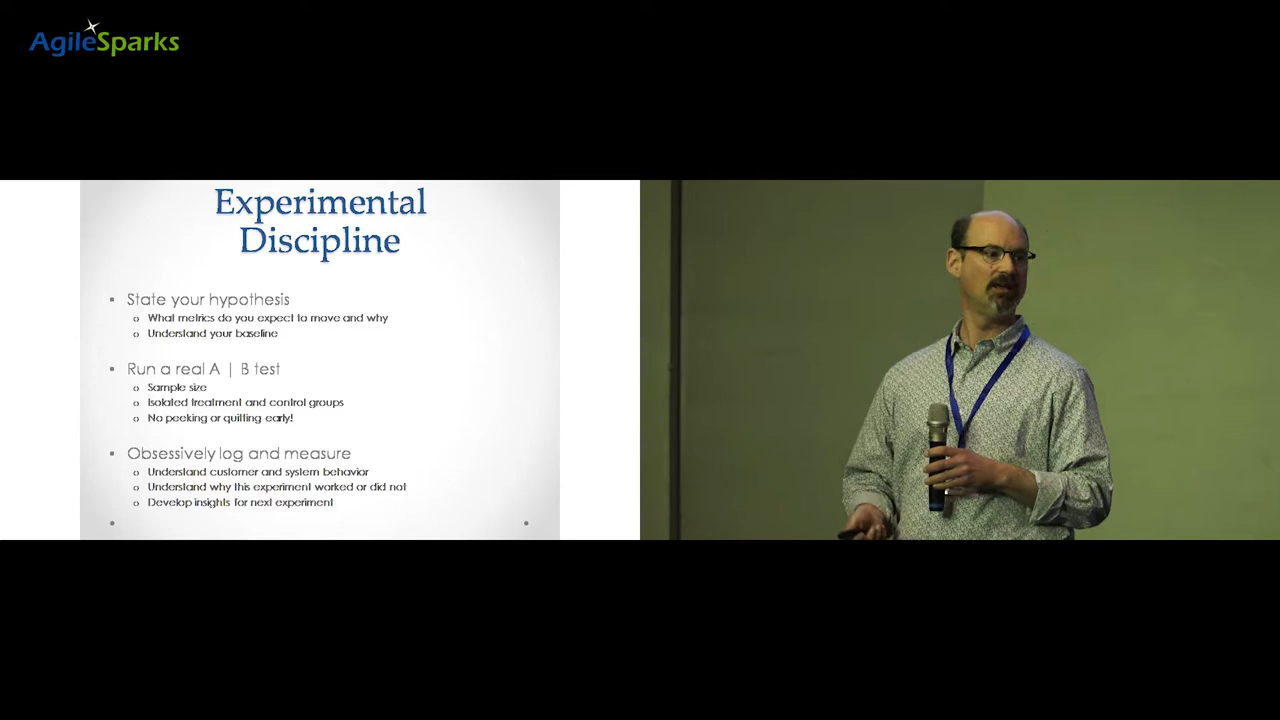 AgileSparks
Experimental
Discipline
State your hypothesis
What metrics do you expect to move and why
Understand your baseline
Run a real A | B test
Sample size
Isolated treatment and control groups
No peeking or quitting early!
Obsessively log and measure
Understand customer and system behavior
Understand why this experiment worked or did not
Develop insights for next experiment